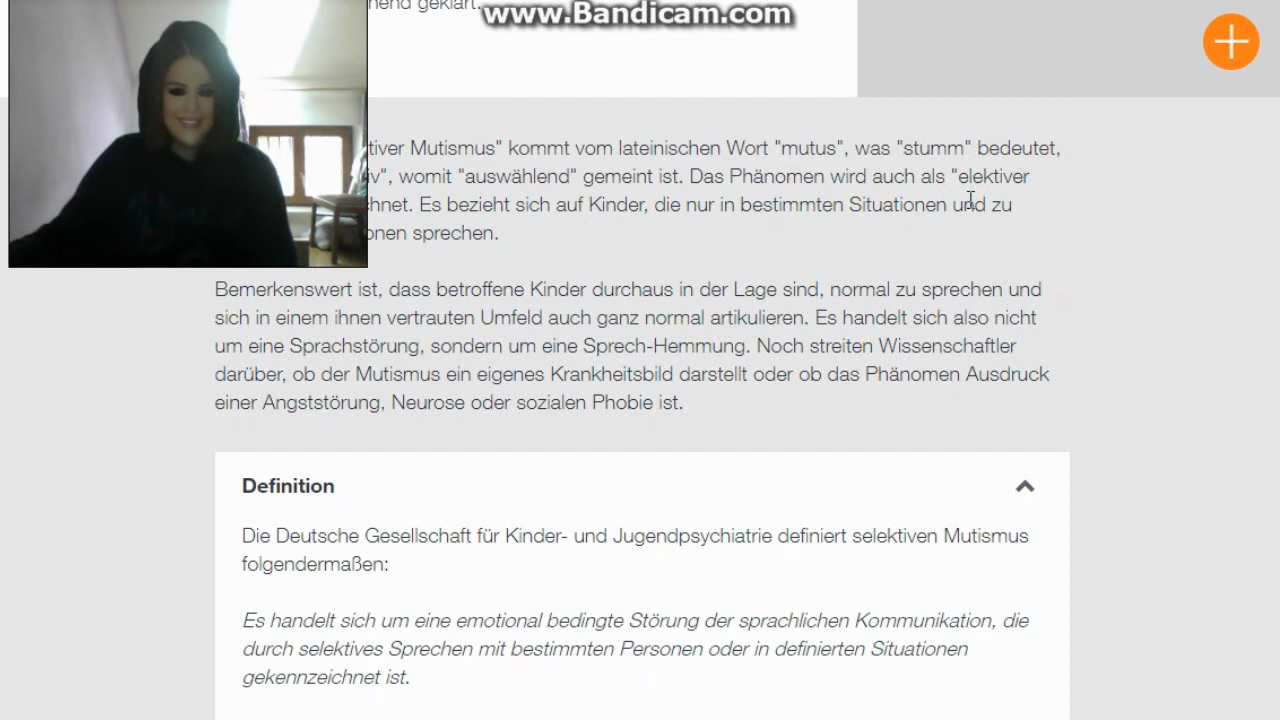 hend geklärt.
www.Bandicam.com
tiver Mutismus" kommt vom lateinischen Wort "mutus", was "stumm" bedeutet,
iv", womit "auswählend" gemeint ist. Das Phänomen wird auch als "elektiver
hnet. Es bezieht sich auf Kinder, die nur in bestimmten Situationen und zu
onen sprechen.
Bemerkenswert ist, dass betroffene Kinder durchaus in der Lage sind, normal zu sprechen und
sich in einem ihnen vertrauten Umfeld auch ganz normal artikulieren. Es handelt sich also nicht
um eine Sprachstörung, sondern um eine Sprech-Hemmung. Noch streiten Wissenschaftler
darüber, ob der Mutismus ein eigenes Krankheitsbild darstellt oder ob das Phänomen Ausdruck
einer Angststörung, Neurose oder sozialen Phobie ist.
Definition
Die Deutsche Gesellschaft für Kinder- und Jugendpsychiatrie definiert selektiven Mutismus
folgendermaßen:
Es handelt sich um eine emotional bedingte Störung der sprachlichen Kommunikation, die
durch selektives Sprechen mit bestimmten Personen oder in definierten Situationen
gekennzeichnet ist.